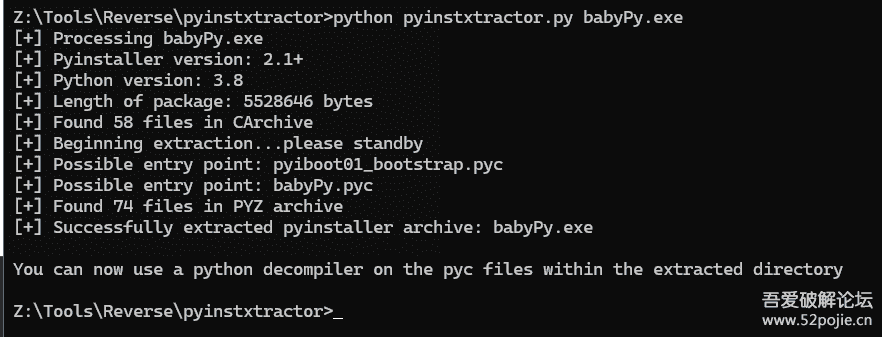 Z:\Tools\Reverse\pyinstxtractor>python pyinstxtractor.py babyPy.exe
[+] Processing babyPy.exe
[+] Pyinstaller version: 2.1+
[+] Python version: 3.8
[+] Length of package: 5528646 bytes
[+] Found 58 files in CArchive
[+] Beginning extraction...please standby
[+] Possible entry point: pyiboot01_bootstrap.pyc
[+] Possible entry point: babyPy.pyc
[+] Found 74 files in PYZ archive
[+] Successfully extracted pyinstaller archive: babyPy.exe
You can now use a python decompiler on the pyc files within the extracted directory
Z:\Tools\Reverse\pyinstxtractor>_
吾爱破解论坛
www.52pojie.cn